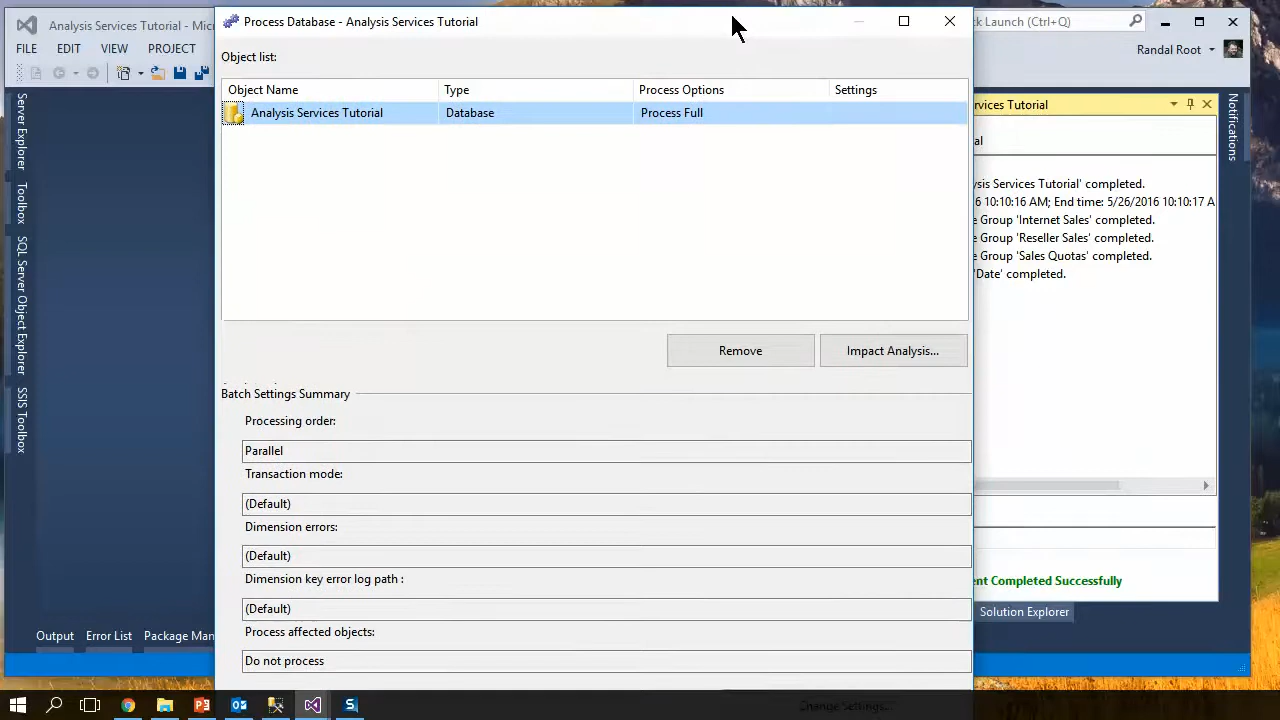 Analysis Services Tutorial - Micr
Process Database - Analysis Services Tutorial
ck Launch (Ctrl+Q)
FILE EDIT VIEW PROJECT
Randal Root
Object list:
Object Name Type Process Options Settings
Analysis Services Tutorial Database Process Full
rvices Tutorial
al
ysis Services Tutorial' completed.
6 10:10:16 AM; End time: 5/26/2016 10:10:17 A
e Group 'Internet Sales' completed.
e Group 'Reseller Sales' completed.
e Group 'Sales Quotas' completed.
'Date' completed.
Server Explorer
Toolbox
SQL Server Object Explorer
SSIS Toolbox
Notifications
Remove Impact Analysis...
Batch Settings Summary
Processing order:
Parallel
Transaction mode:
(Default)
Dimension errors:
(Default)
Dimension key error log path :
(Default)
Process affected objects:
Do not process
ent Completed Successfully
Solution Explorer
Output Error List Package Man
Change Settings...